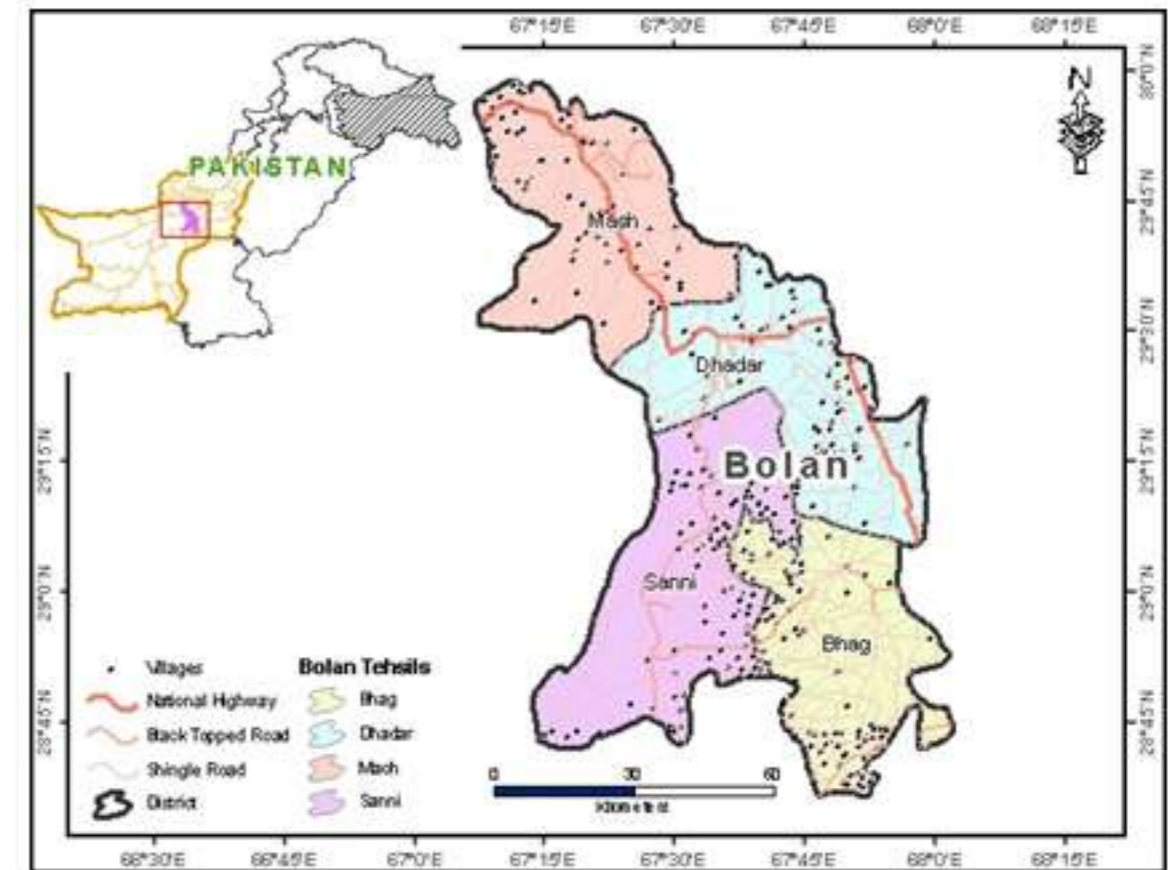 67°15'E 67°30'E 67°45'E 68°0'E 68°15'E
30°0'N
29°45'N
29°30'N
29°15'N
29°0'N
28°45'N
N
PAKISTAN
Mach
Dhadar
Bolan
Sanni
Bhag
29°15'N
29°0'N
28°45'N
Villages
National Highway
Black Topped Road
Shingle Road
District
Bolan Tehsils
Bhag
Dhadar
Mach
Sanni
0 30 60
Kilometers
66°30'E 66°45'E 67°0'E 67°15'E 67°30'E 67°45'E 68°0'E 68°15'E